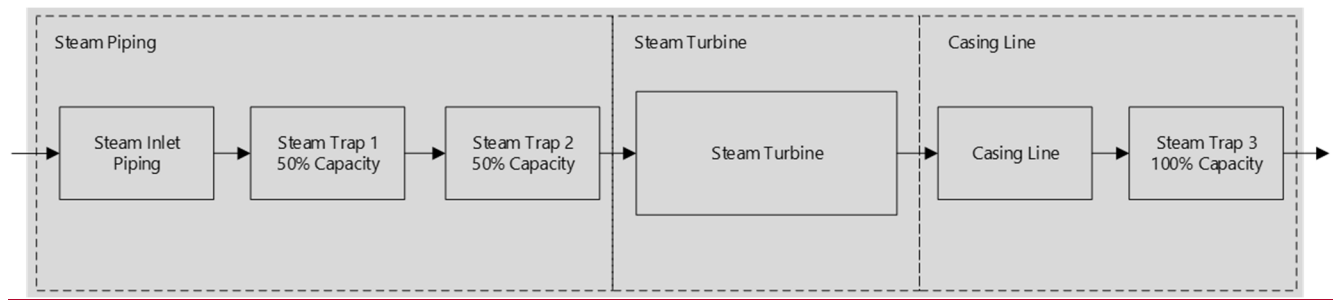 Steam Piping
Steam Turbine
Casing Line
Steam Inlet
Piping
Steam Trap 1
50% Capacity
Steam Trap 2
50% Capacity
Steam Turbine
Casing Line
Steam Trap 3
100% Capacity